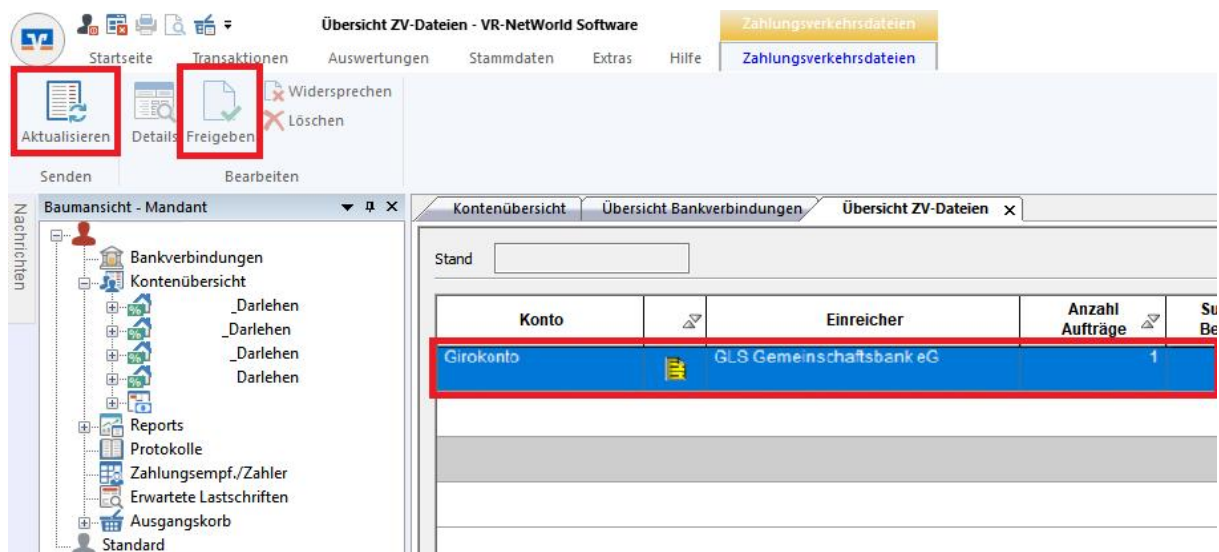 Übersicht ZV-Dateien - VR-NetWorld Software
Zahlungsverkehrsdateien
Startseite Transaktionen Auswertungen Stammdaten Extras Hilfe Zahlungsverkehrsdateien
Aktualisieren
Details
Freigeben
Widersprechen
Löschen
Senden
Bearbeiten
Nachrichten
Baumansicht - Mandant
Bankverbindungen
Kontenübersicht
_Darlehen
_Darlehen
_Darlehen
Darlehen
Reports
Protokolle
Zahlungsempf./Zahler
Erwartete Lastschriften
Ausgangskorb
Standard
Kontenübersicht Übersicht Bankverbindungen Übersicht ZV-Dateien
Stand
Konto Einreicher Anzahl
Aufträge
Su
Be
Girokonto GLS Gemeinschaftsbank eG 1